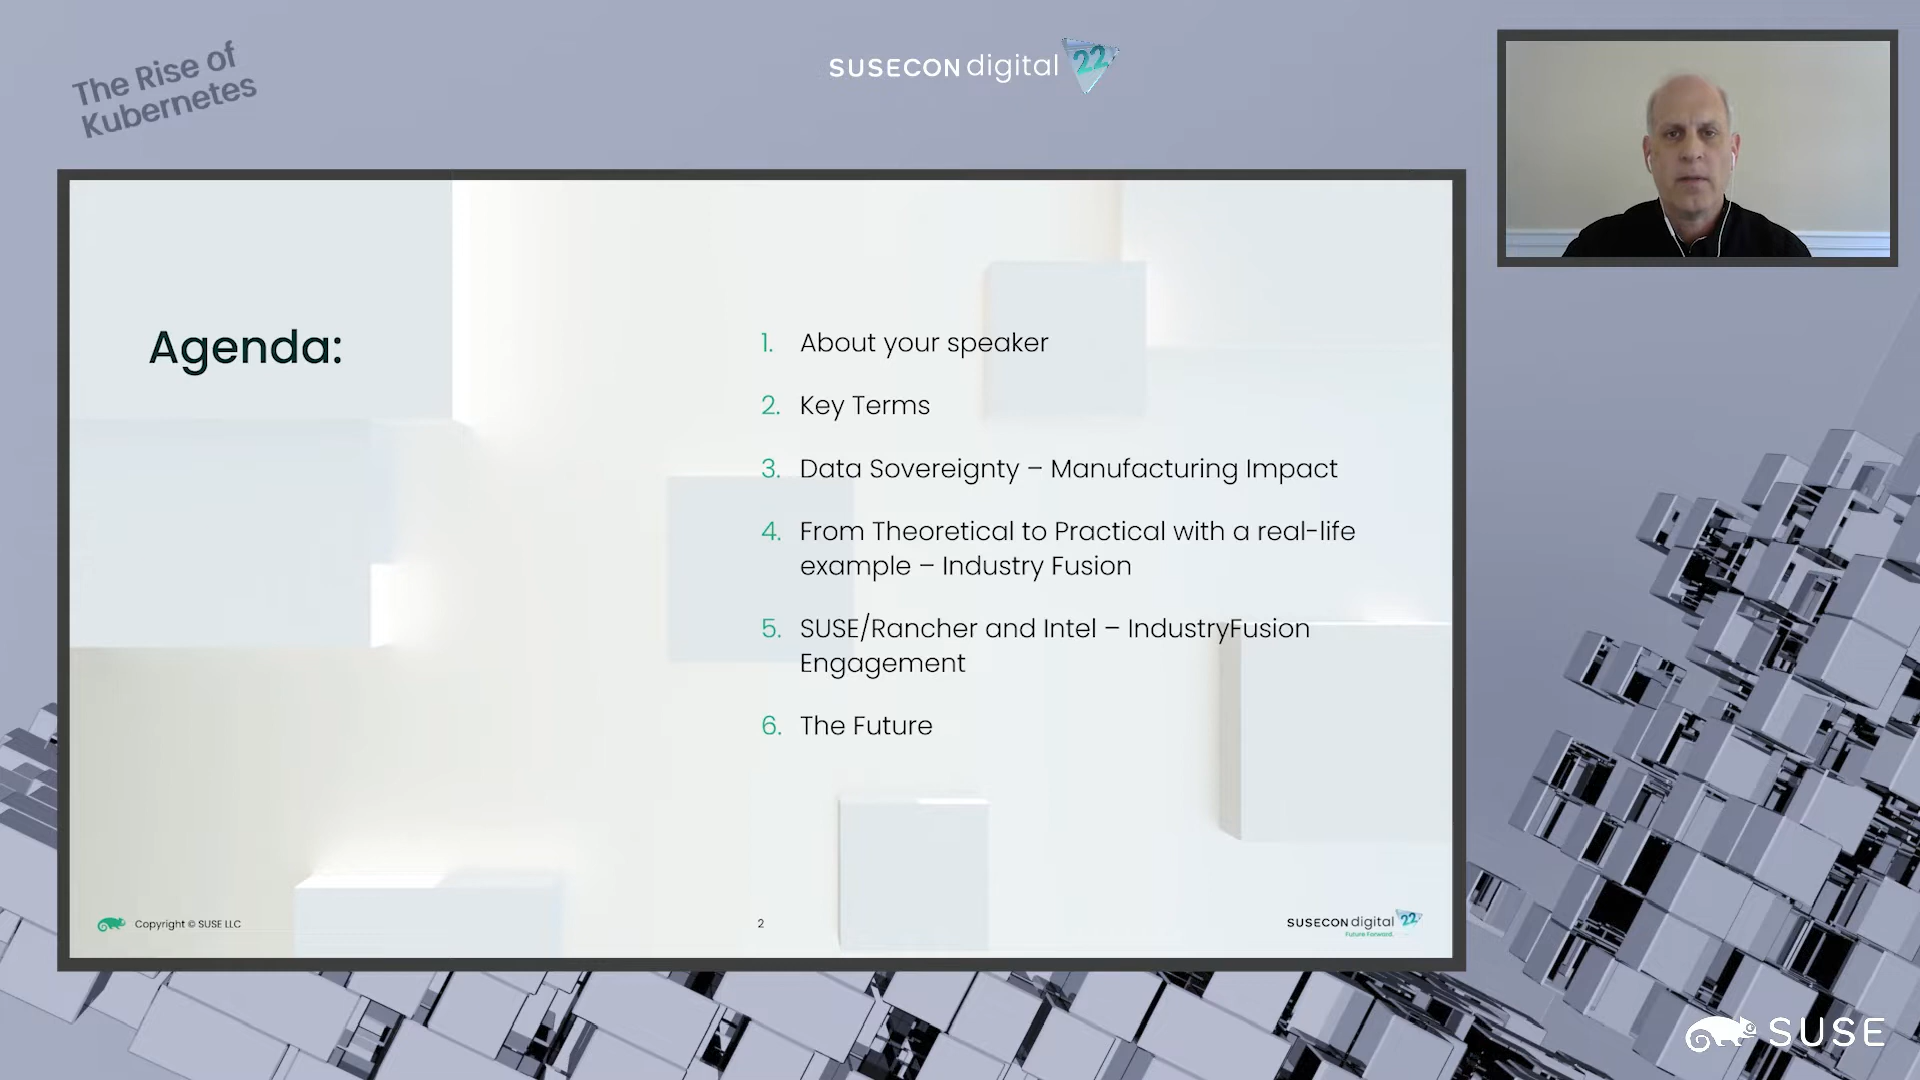 The Rise of
Kubernetes
SUSECON digital 22
Agenda:
1. About your speaker
2. Key Terms
3. Data Sovereignty – Manufacturing Impact
4. From Theoretical to Practical with a real-life
example – Industry Fusion
5. SUSE/Rancher and Intel – IndustryFusion
Engagement
6. The Future
Copyright © SUSE LLC
2
SUSECON digital 22
Future Forward.
SUSE